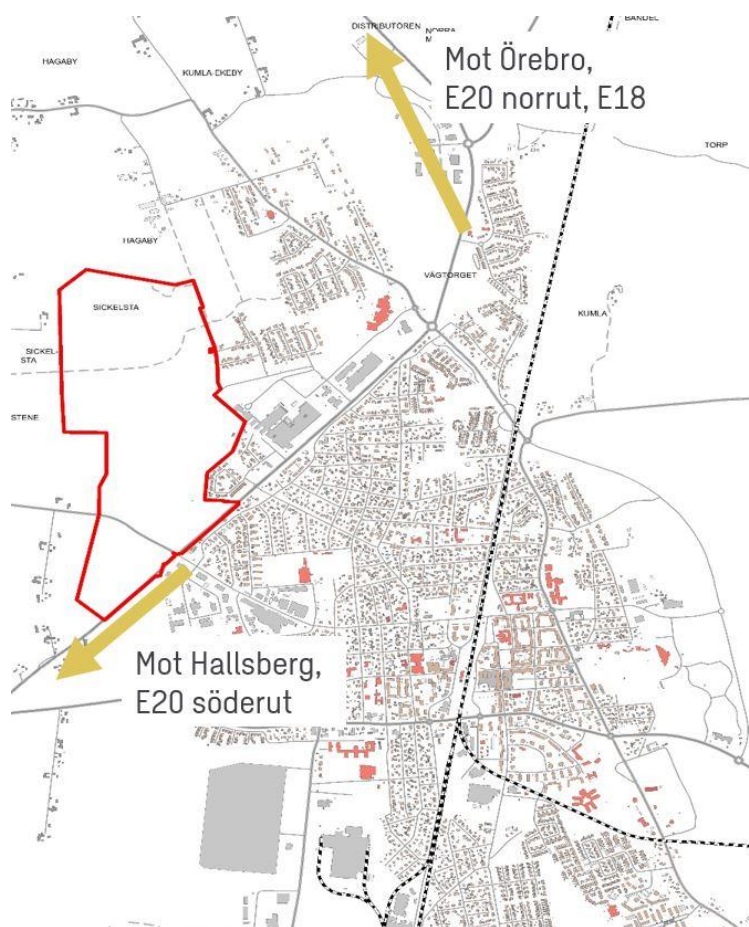 BANDEL
DISTRIBUTÖREN
NORRA
Mot Örebro,
E20 norrut, E18
HAGABY
KUMLA-EKEBY
TORP
HAGABY
VÄGTORGET
SICKELSTA
KUMLA
SICKEL-
STA
STENE
Mot Hallsberg,
E20 söderut